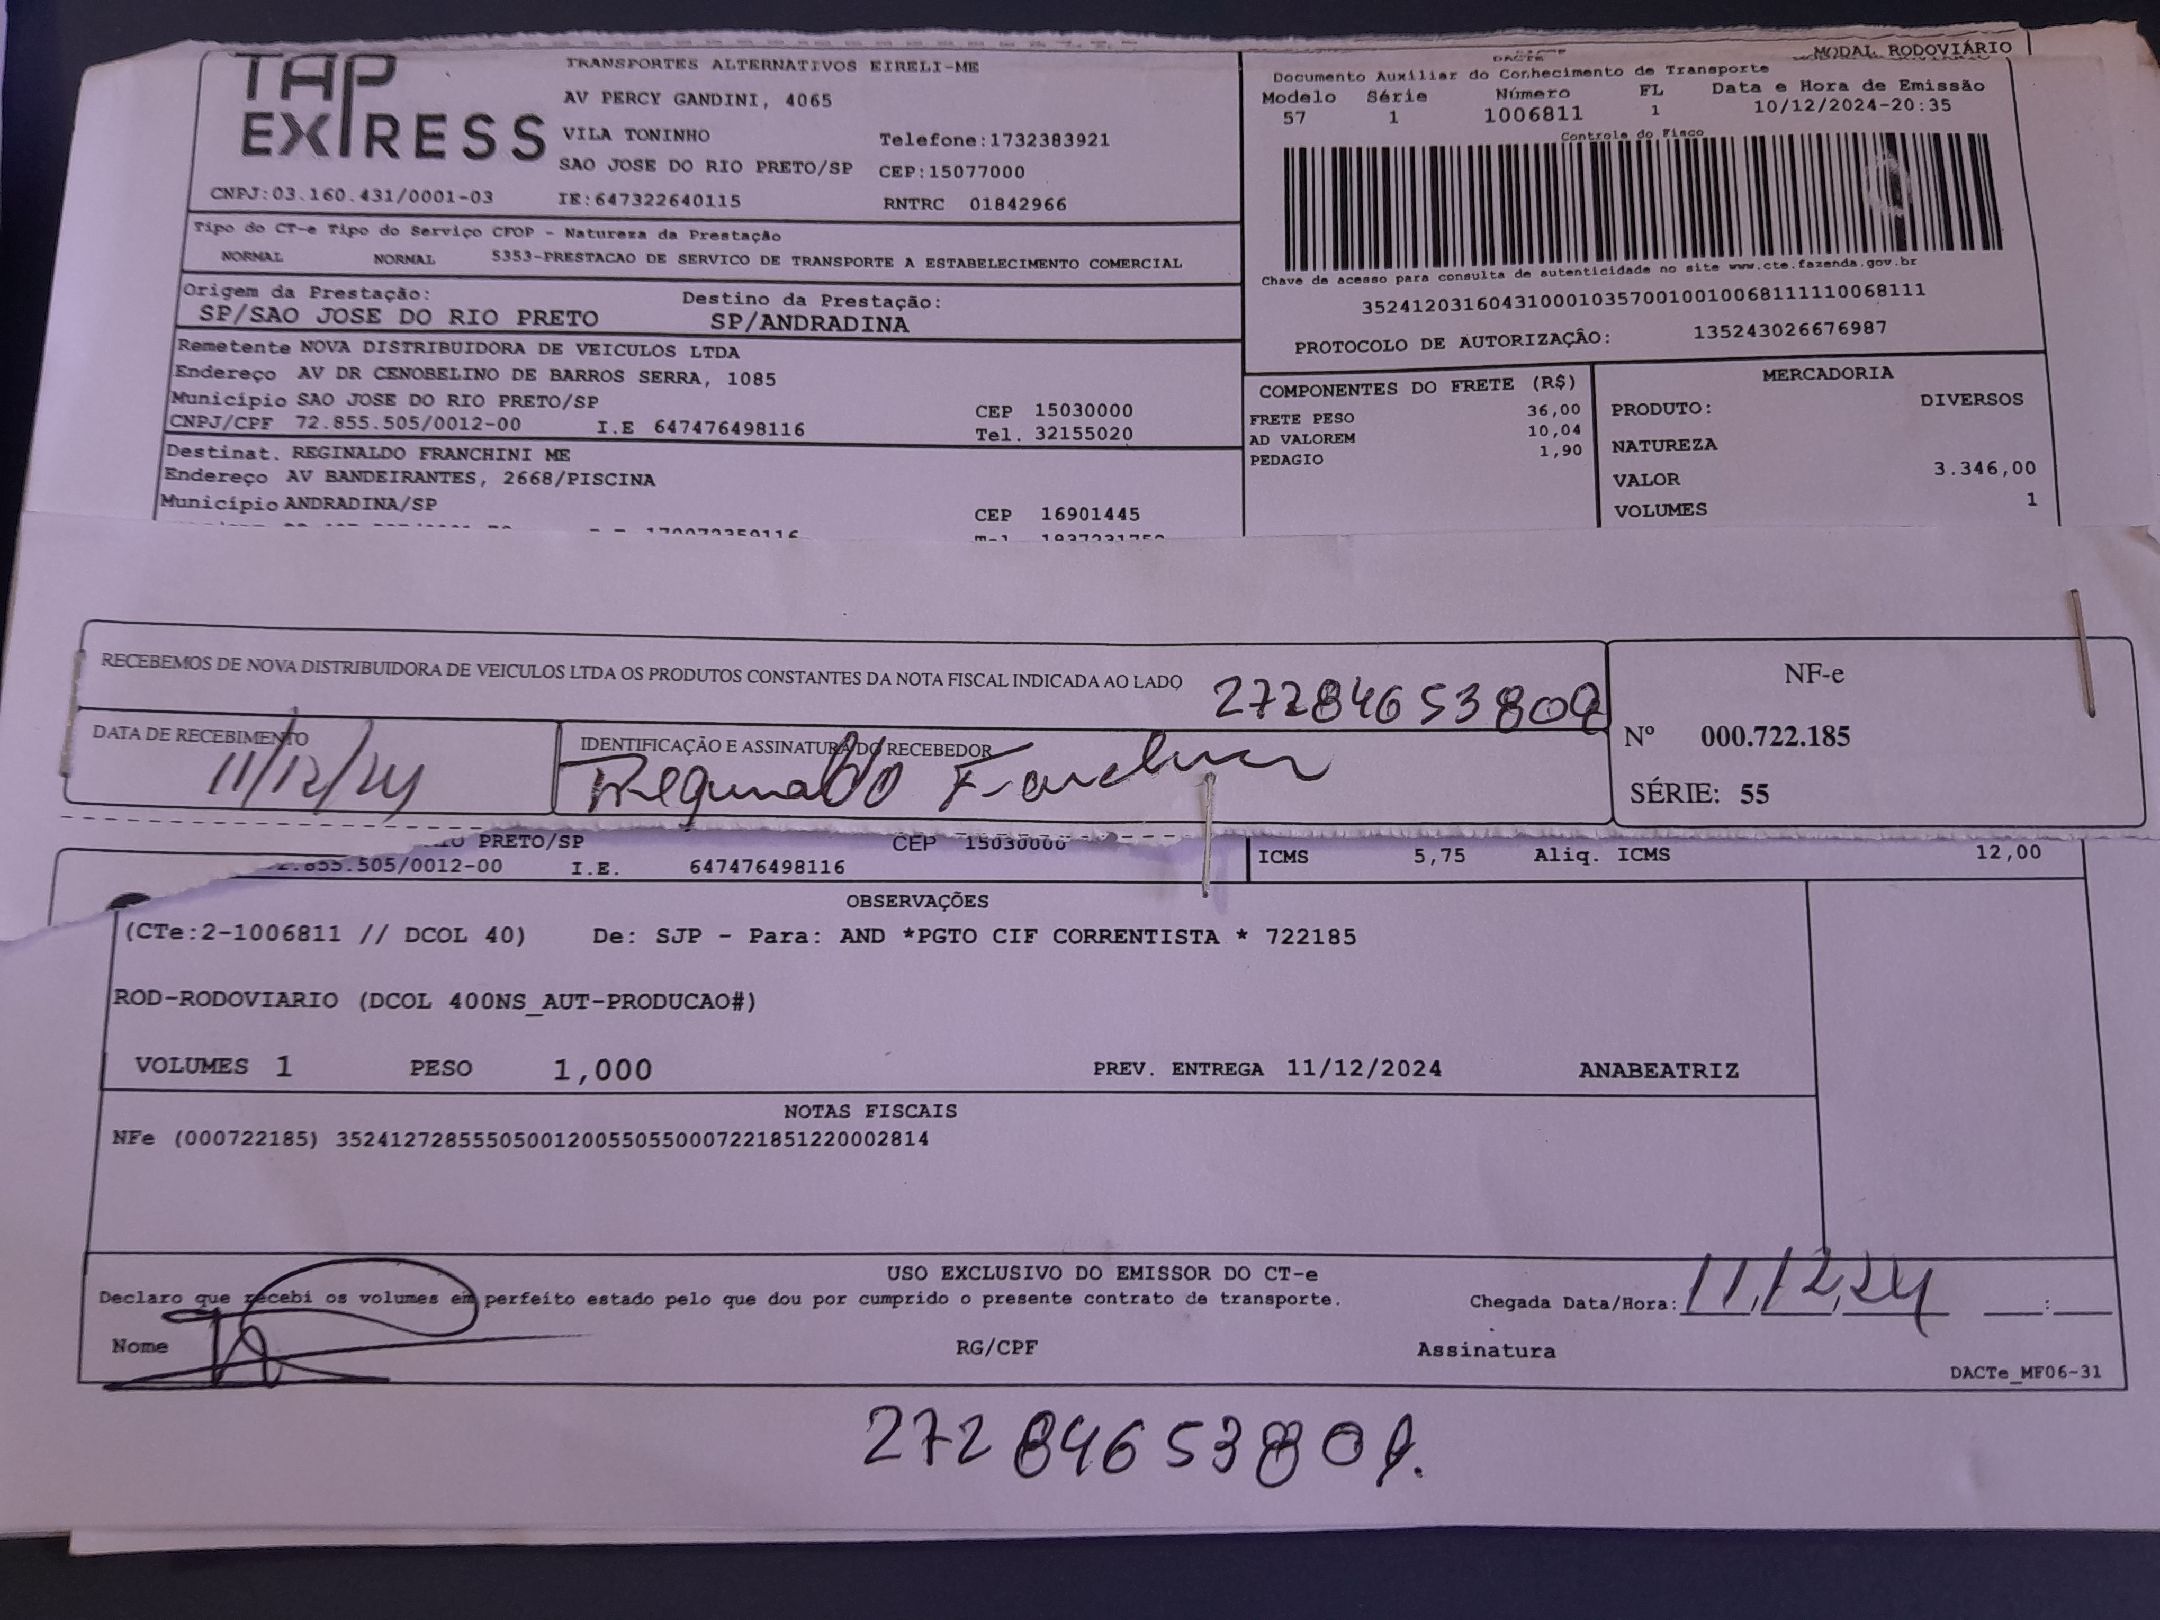 TAP EXPRESS
TRANSPORTES ALTERNATIVOS EIRELI-ME
AV PERCY GANDINI, 4065
VILA TONINHO Telefone:1732383921
SAO JOSE DO RIO PRETO/SP CEP:15077000
CNPJ:03.160.431/0001-03 IE:647322640115 RNTRC 01842966
DACTE MODAL RODOVIÁRIO
Documento Auxiliar do Conhecimento de Transporte
Modelo Série Número FL Data e Hora de Emissão
57 1 1006811 1 10/12/2024-20:35
Controle do Fisco
Chave de acesso para consulta de autenticidade no site www.cte.fazenda.gov.br
35241203160431000103570010010068111110068111
PROTOCOLO DE AUTORIZAÇÃO: 135243026676987
Tipo do CT-e Tipo do Serviço CFOP - Natureza da Prestação
NORMAL NORMAL 5353-PRESTACAO DE SERVICO DE TRANSPORTE A ESTABELECIMENTO COMERCIAL
Origem da Prestação: Destino da Prestação:
SP/SAO JOSE DO RIO PRETO SP/ANDRADINA
Remetente NOVA DISTRIBUIDORA DE VEICULOS LTDA
Endereço AV DR CENOBELINO DE BARROS SERRA, 1085
Município SAO JOSE DO RIO PRETO/SP CEP 15030000
CNPJ/CPF 72.855.505/0012-00 I.E 647476498116 Tel. 32155020
Destinat. REGINALDO FRANCHINI ME
Endereço AV BANDEIRANTES, 2668/PISCINA
Município ANDRADINA/SP CEP 16901445
COMPONENTES DO FRETE (R$)
FRETE PESO 36,00
AD VALOREM 10,04
PEDAGIO 1,90
MERCADORIA
PRODUTO: DIVERSOS
NATUREZA
VALOR 3.346,00
VOLUMES 1
RECEBEMOS DE NOVA DISTRIBUIDORA DE VEICULOS LTDA OS PRODUTOS CONSTANTES DA NOTA FISCAL INDICADA AO LADO
2728465380
DATA DE RECEBIMENTO
11/12/24
IDENTIFICAÇÃO E ASSINATURA DO RECEBEDOR
Reginaldo Franchini
NF-e
Nº 000.722.185
SÉRIE: 55
PRETO/SP CEP 15030000
.505/0012-00 I.E. 647476498116
ICMS 5,75 Aliq. ICMS 12,00
OBSERVAÇÕES
(CTe:2-1006811 // DCOL 40) De: SJP - Para: AND *PGTO CIF CORRENTISTA * 722185
ROD-RODOVIARIO (DCOL 400NS_AUT-PRODUCAO#)
VOLUMES 1 PESO 1,000 PREV. ENTREGA 11/12/2024 ANABEATRIZ
NOTAS FISCAIS
NFe (000722185) 35241272855505001200550550007221851220002814
USO EXCLUSIVO DO EMISSOR DO CT-e
Declaro que recebi os volumes em perfeito estado pelo que dou por cumprido o presente contrato de transporte. Chegada Data/Hora: 11/12/24 __:__
Nome RG/CPF Assinatura
DACTe_MF06-31
2728465380